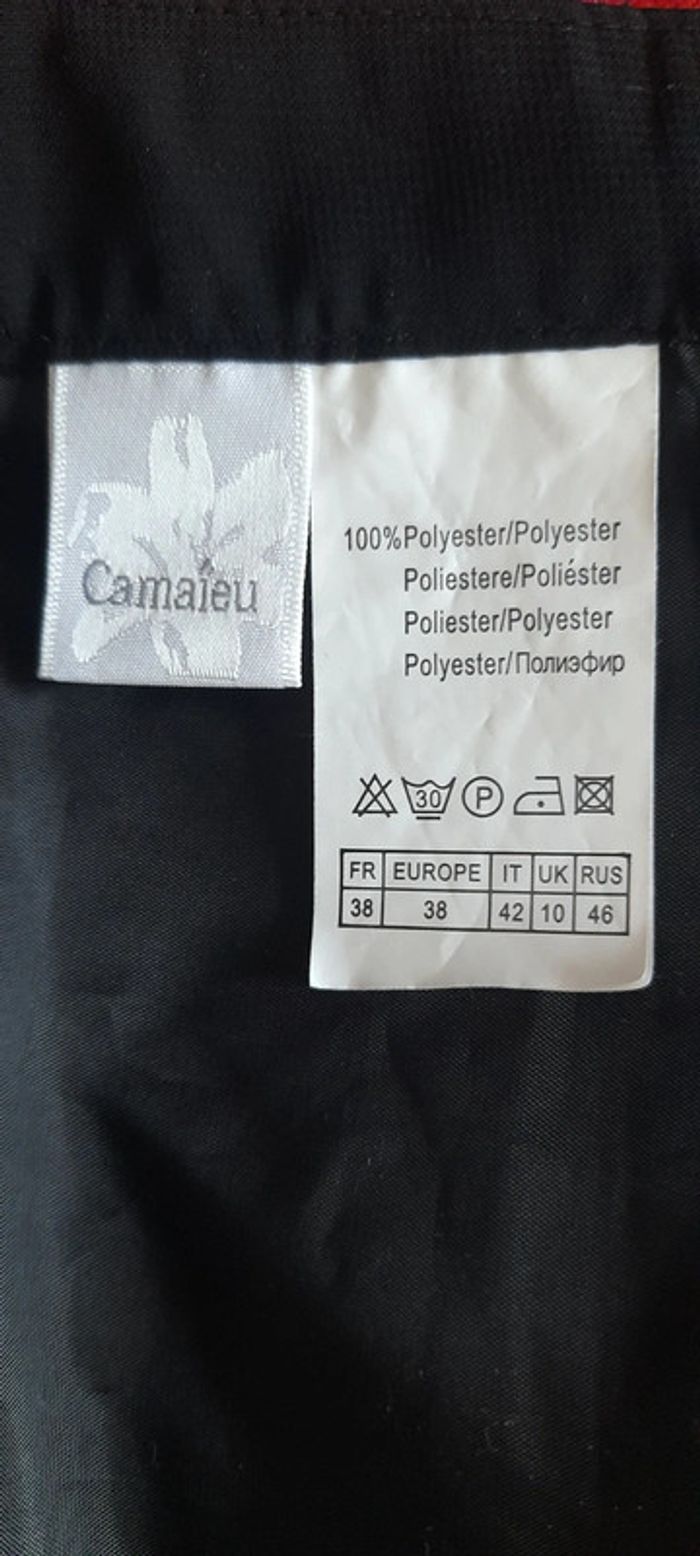 Camaïeu
100%Polyester/Polyester
Poliestere/Poliéster
Poliester/Polyester
Polyester/Полиэфир
30 P
FR EUROPE IT UK RUS
38 38 42 10 46